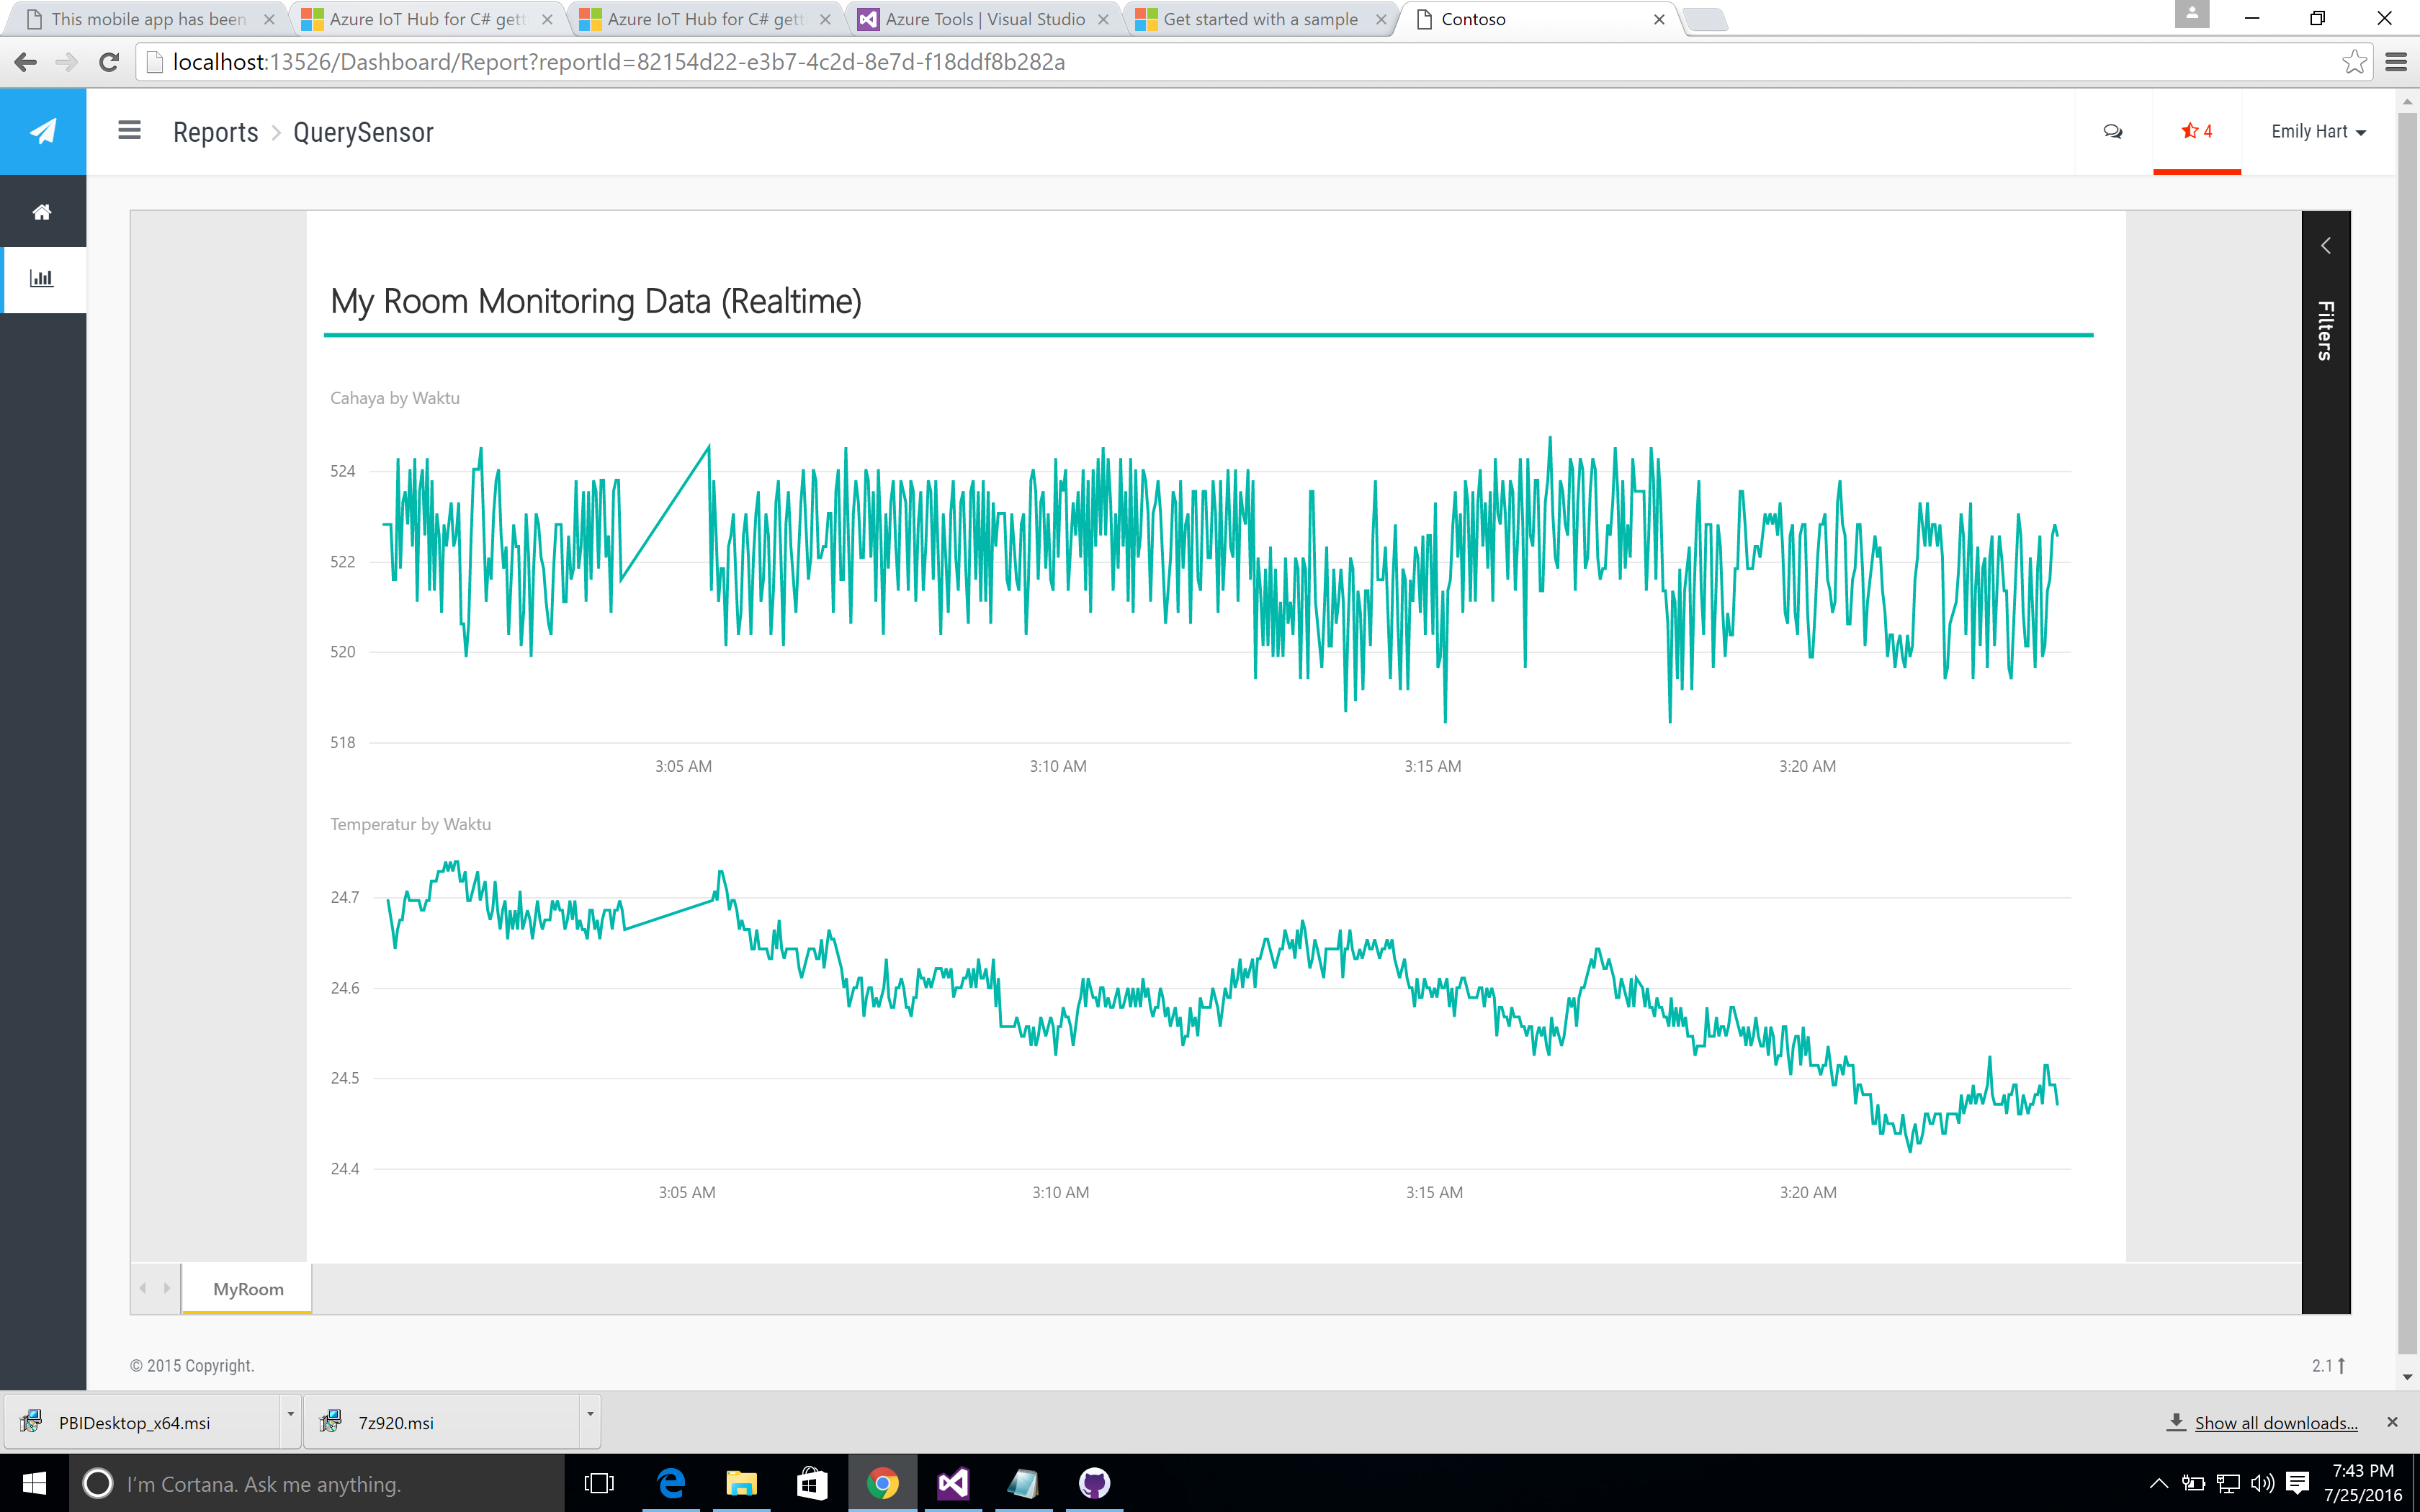 This mobile app has been
Azure IoT Hub for C# gett
Azure IoT Hub for C# gett
Azure Tools | Visual Studio
Get started with a sample
Contoso
localhost:13526/Dashboard/Report?reportId=82154d22-e3b7-4c2d-8e7d-f18ddf8b282a
Reports > QuerySensor
4
Emily Hart
Filters
My Room Monitoring Data (Realtime)
Cahaya by Waktu
524
522
520
518
3:05 AM 3:10 AM 3:15 AM 3:20 AM
Temperatur by Waktu
24.7
24.6
24.5
24.4
3:05 AM 3:10 AM 3:15 AM 3:20 AM
MyRoom
© 2015 Copyright.
2.1
PBIDesktop_x64.msi
7z920.msi
Show all downloads...
I'm Cortana. Ask me anything.
7:43 PM
7/25/2016